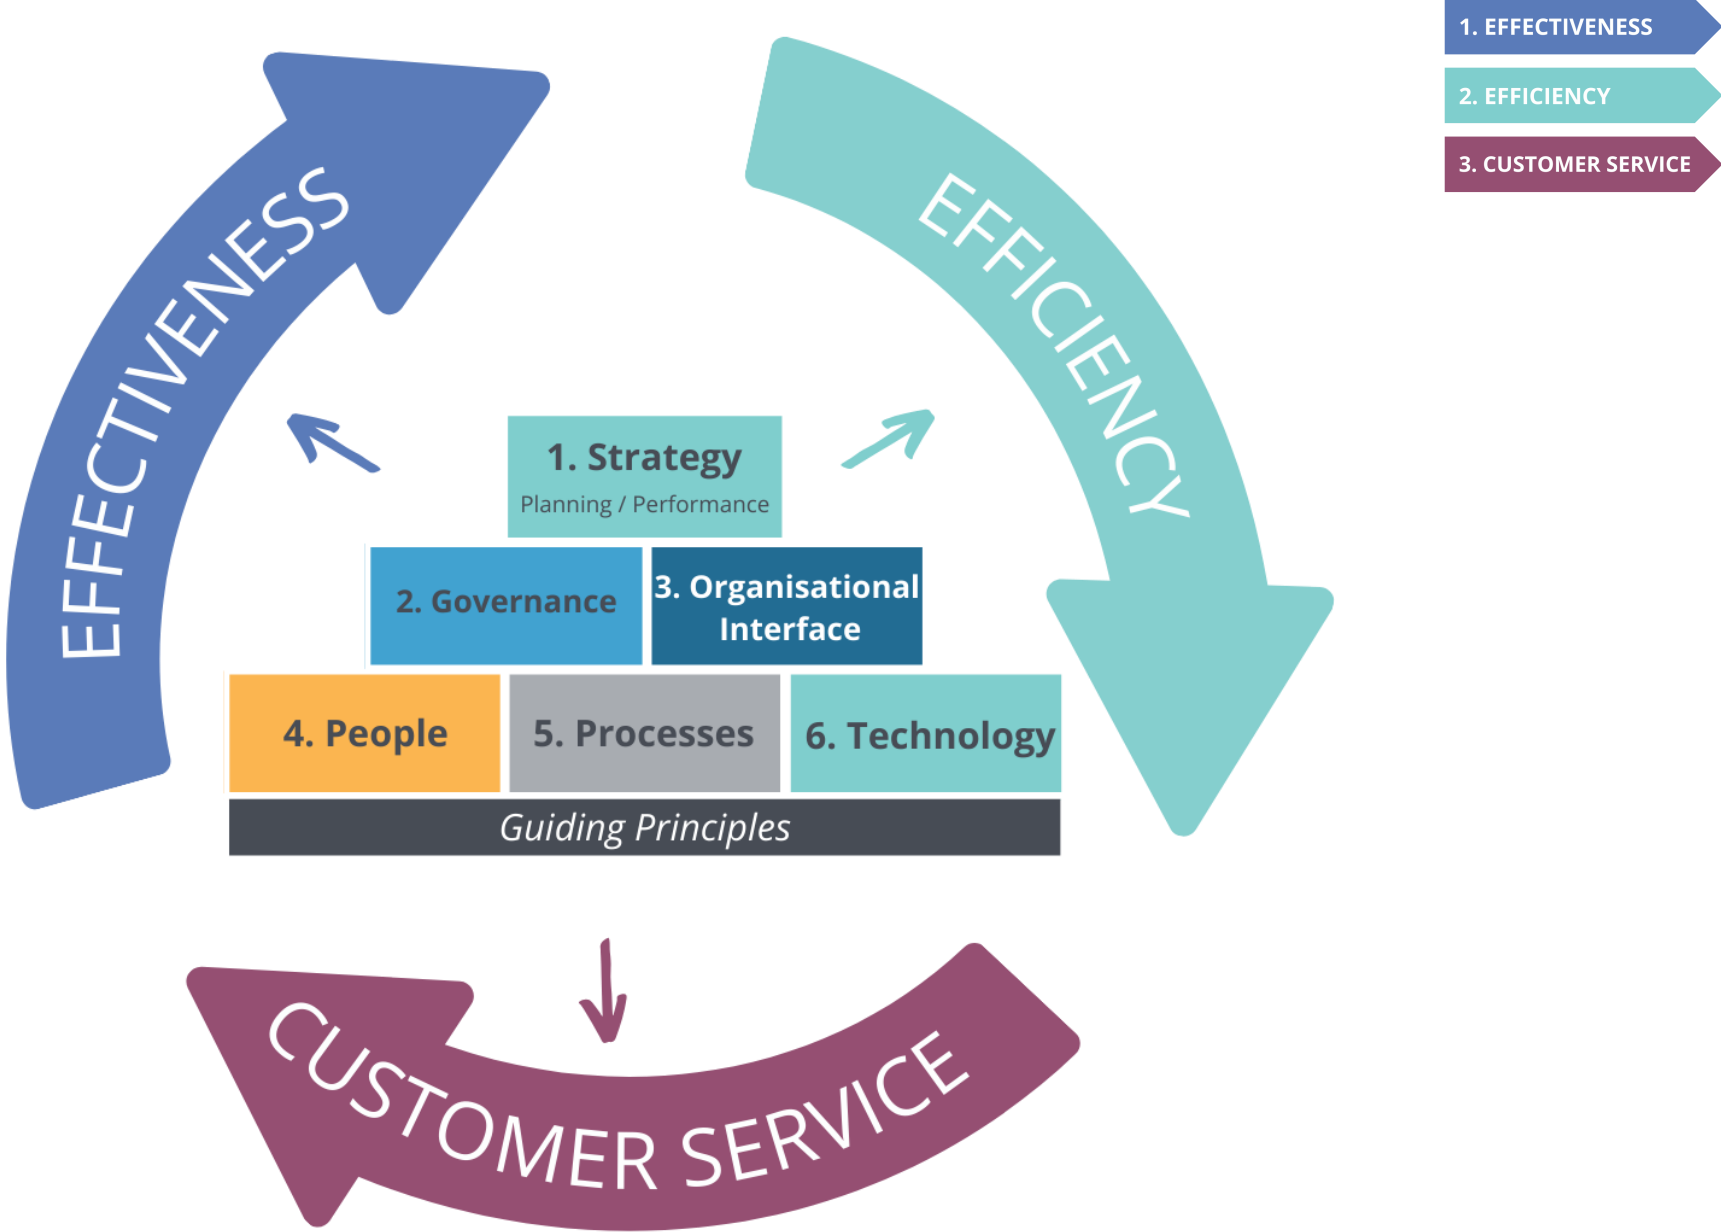 1. EFFECTIVENESS
2. EFFICIENCY
3. CUSTOMER SERVICE
EFFECTIVENESS
EFFICIENCY
1. Strategy
Planning / Performance
2. Governance
3. Organisational
Interface
4. People
5. Processes
6. Technology
Guiding Principles
CUSTOMER SERVICE